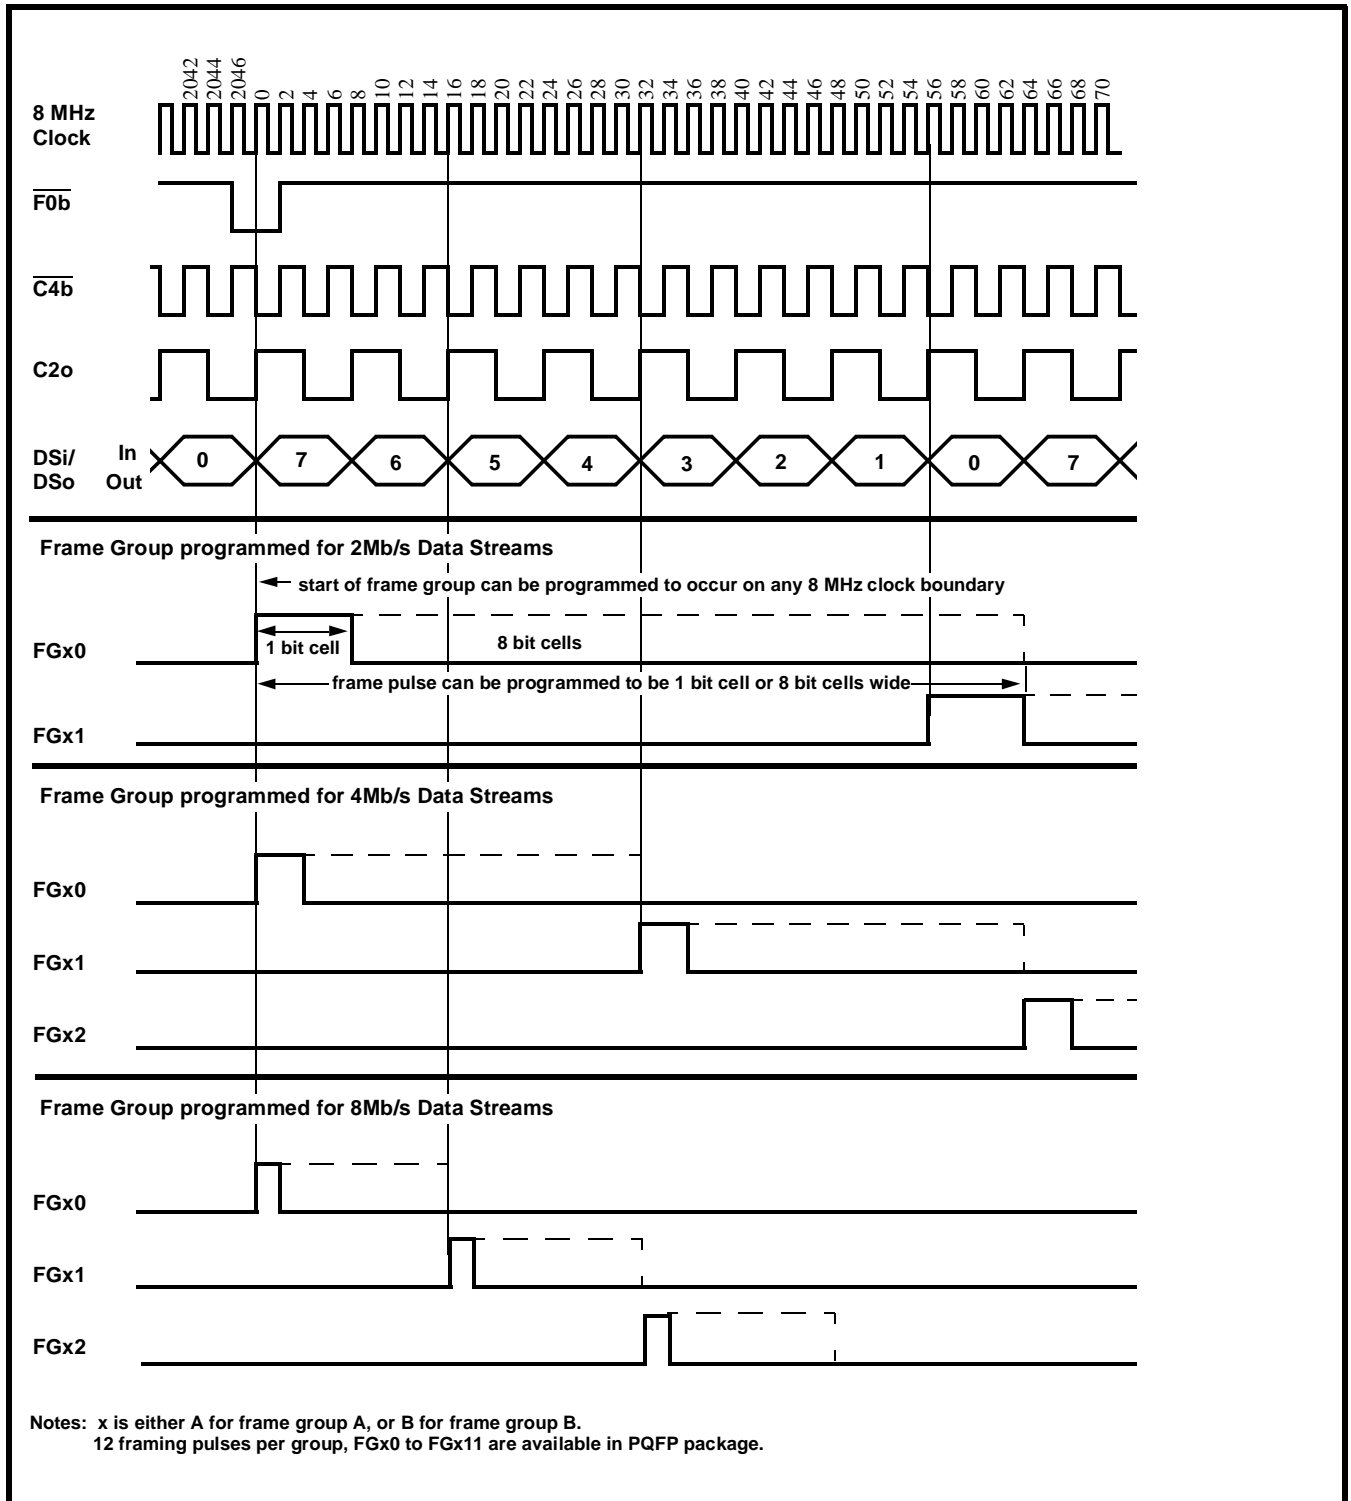 2042 2044 2046 0 2 4 6 8 10 12 14 16 18 20 22 24 26 28 30 32 34 36 38 40 42 44 46 48 50 52 54 56 58 60 62 64 66 68 70
8 MHz
Clock
F0b
C4b
C2o
DSi/ In
DSo Out
0 7 6 5 4 3 2 1 0 7
Frame Group programmed for 2Mb/s Data Streams
start of frame group can be programmed to occur on any 8 MHz clock boundary
FGx0
1 bit cell
8 bit cells
frame pulse can be programmed to be 1 bit cell or 8 bit cells wide
FGx1
Frame Group programmed for 4Mb/s Data Streams
FGx0
FGx1
FGx2
Frame Group programmed for 8Mb/s Data Streams
FGx0
FGx1
FGx2
Notes: x is either A for frame group A, or B for frame group B.
12 framing pulses per group, FGx0 to FGx11 are available in PQFP package.